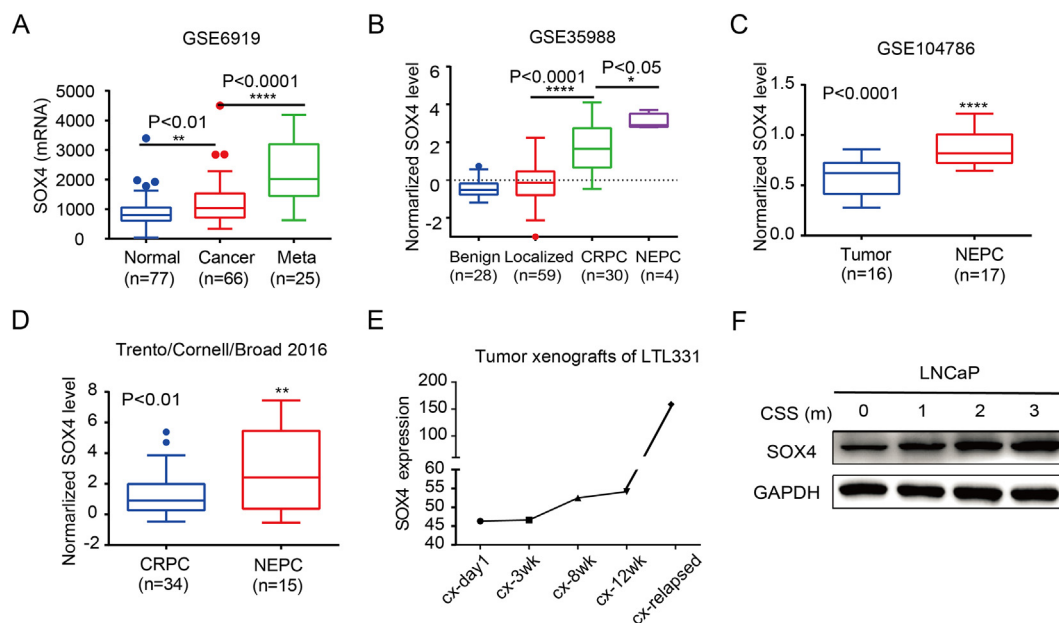 A
GSE6919
SOX4 (mRNA)
5000
4000
3000
2000
1000
0
P<0.01
**
P<0.0001
****
Normal
(n=77)
Cancer
(n=66)
Meta
(n=25)
B
GSE35988
Normarlized SOX4 level
6
4
2
0
-2
P<0.0001
****
P<0.05
*
Benign
(n=28)
Localized
(n=59)
CRPC
(n=30)
NEPC
(n=4)
C
GSE104786
Normarlized SOX4 level
1.5
1.0
0.5
0.0
P<0.0001
****
Tumor
(n=16)
NEPC
(n=17)
D
Trento/Cornell/Broad 2016
Normarlized SOX4 level
8
6
4
2
0
-2
P<0.01
**
CRPC
(n=34)
NEPC
(n=15)
E
Tumor xenografts of LTL331
SOX4 expression
200
150
100
60
55
50
45
40
cx-day1
cx-3wk
cx-8wk
cx-12wk
cx-relapsed
F
LNCaP
CSS (m) 0 1 2 3
SOX4
GAPDH